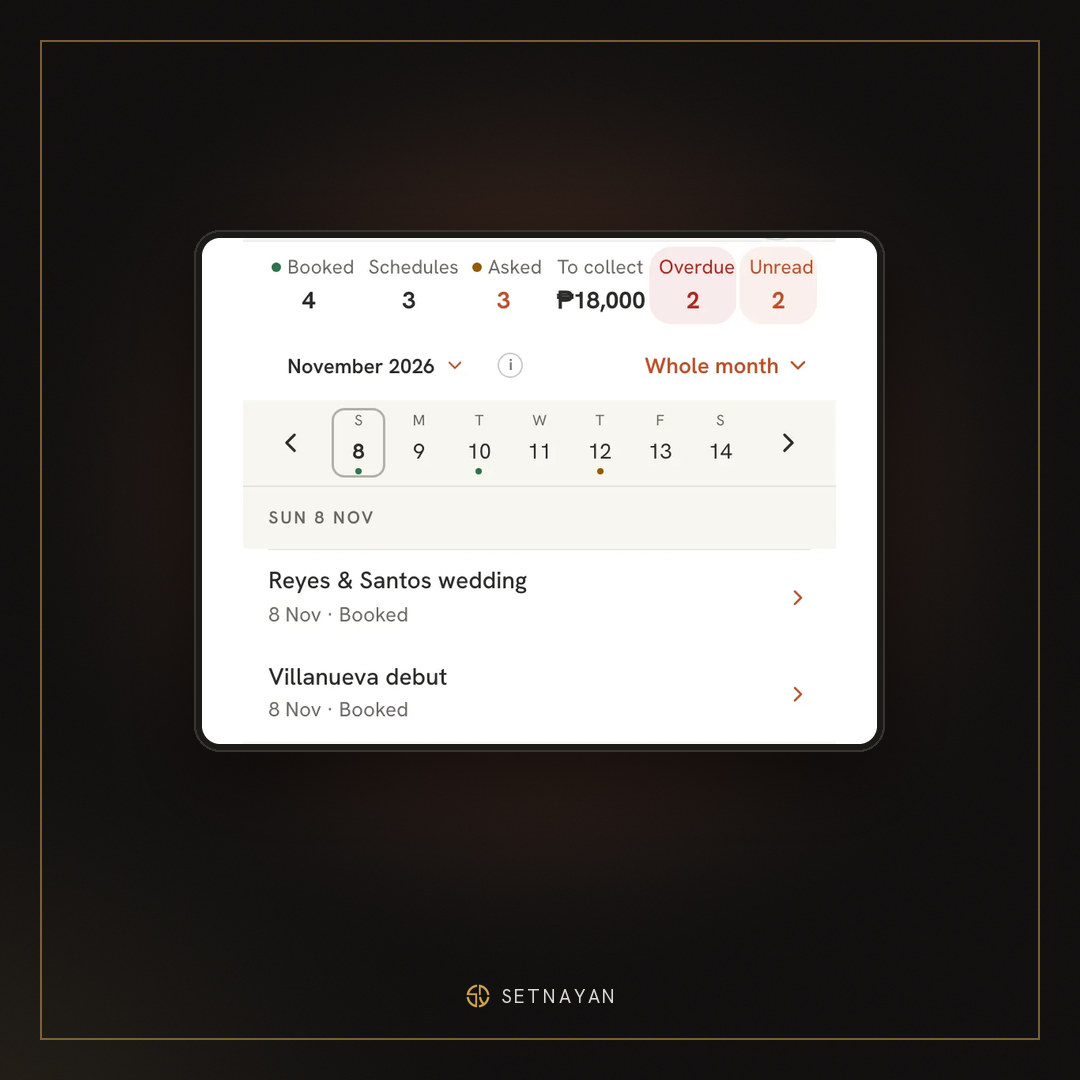 Booked Schedules Asked To collect Overdue Unread
4 3 3 ₱18,000 2 2
November 2026 i Whole month
S M T W T F S
8 9 10 11 12 13 14
SUN 8 NOV
Reyes & Santos wedding
8 Nov · Booked
Villanueva debut
8 Nov · Booked
SETNAYAN